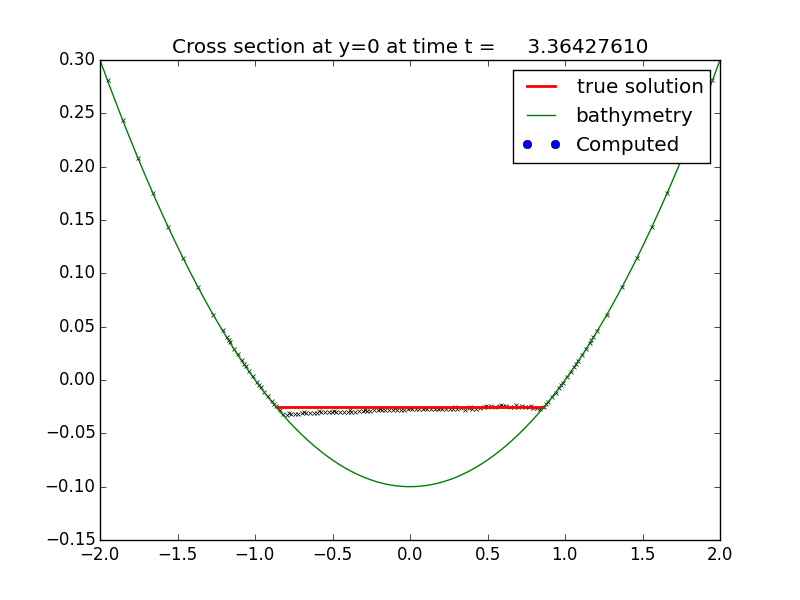 Cross section at y=0 at time t =     3.36427610
true solution
bathymetry
Computed
0.30
0.25
0.20
0.15
0.10
0.05
0.00
−0.05
−0.10
−0.15
−2.0 −1.5 −1.0 −0.5 0.0 0.5 1.0 1.5 2.0